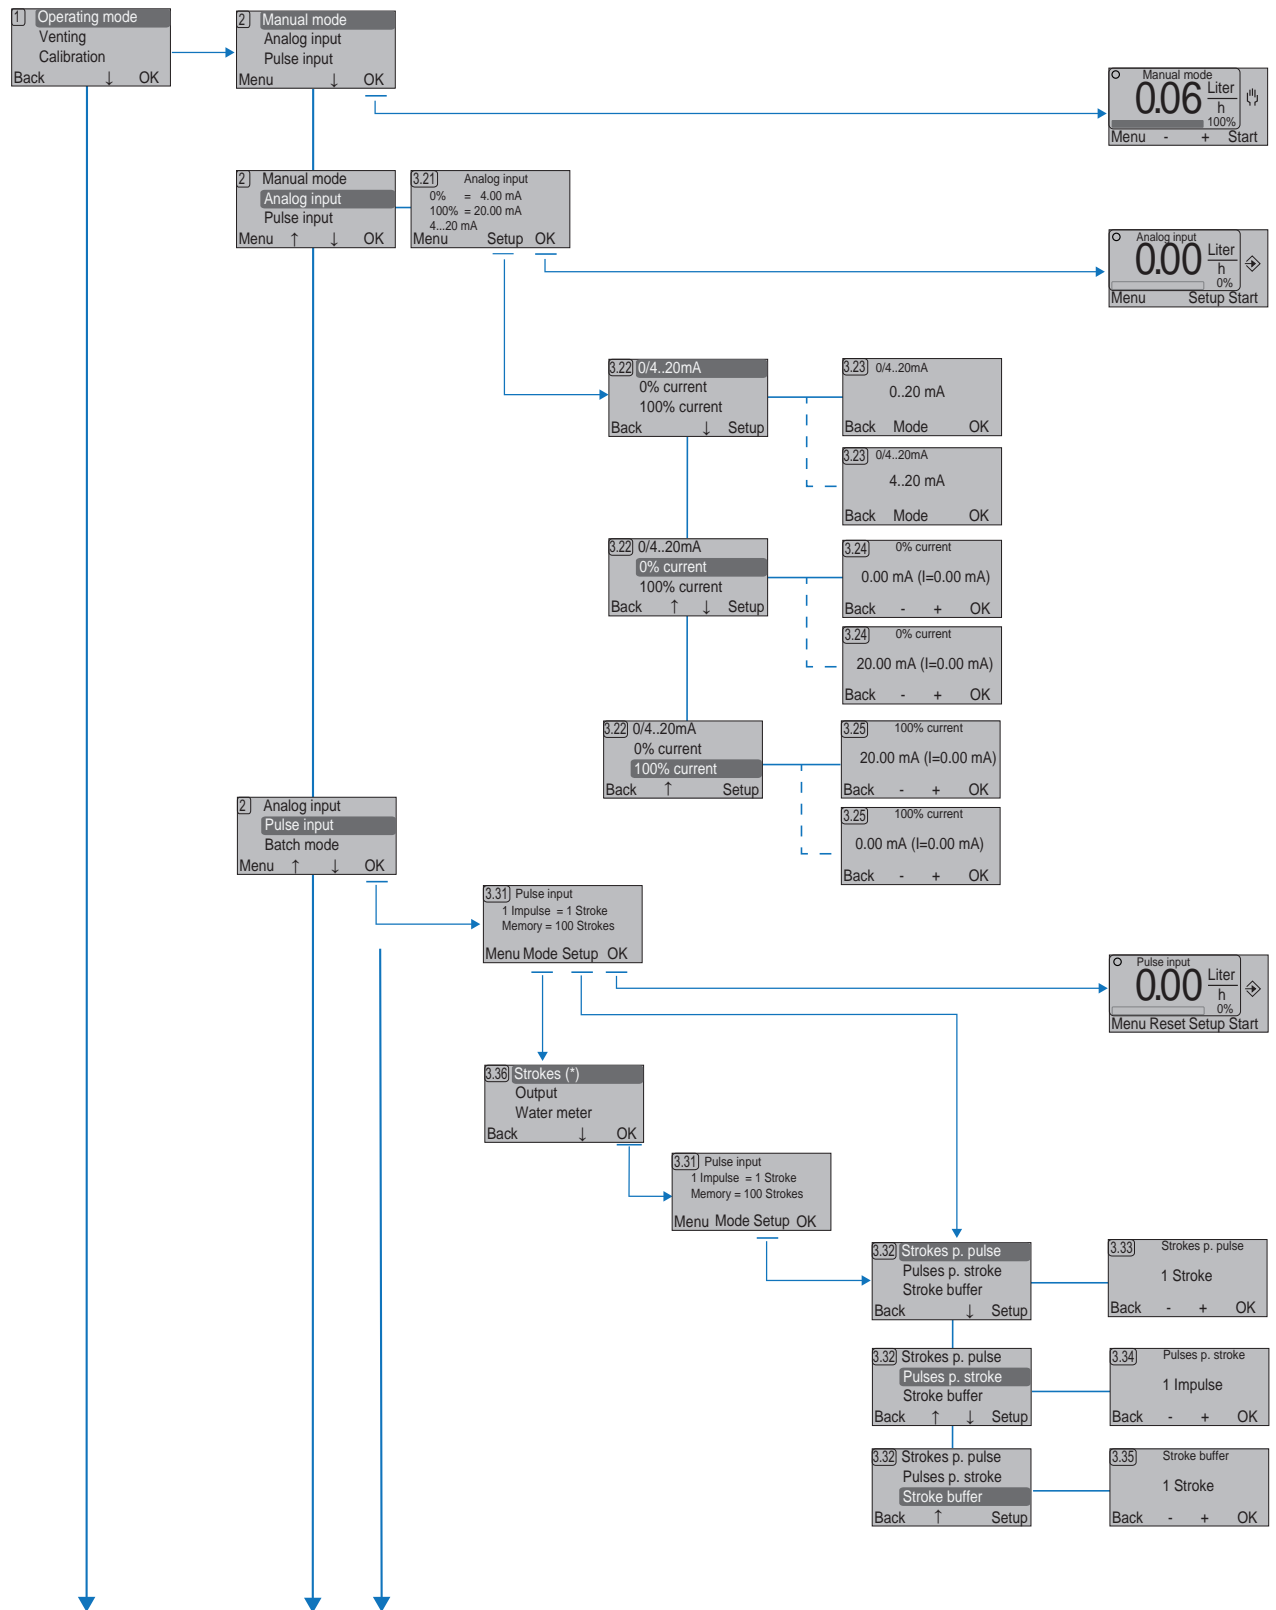 1 Operating mode
Venting
Calibration
Back ↓ OK
2 Manual mode
Analog input
Pulse input
Menu ↓ OK
Manual mode
0.06 Liter
h
100%
Menu - + Start
2 Manual mode
Analog input
Pulse input
Menu ↑ ↓ OK
3.21 Analog input
0% = 4.00 mA
100% = 20.00 mA
4...20 mA
Menu Setup OK
Analog input
0.00 Liter
h
0%
Menu Setup Start
3.22 0/4..20mA
0% current
100% current
Back ↓ Setup
3.23 0/4..20mA
0..20 mA
Back Mode OK
3.23 0/4..20mA
4..20 mA
Back Mode OK
3.22 0/4..20mA
0% current
100% current
Back ↑ ↓ Setup
3.24 0% current
0.00 mA (I=0.00 mA)
Back - + OK
3.24 0% current
20.00 mA (I=0.00 mA)
Back - + OK
3.22 0/4..20mA
0% current
100% current
Back ↑ Setup
3.25 100% current
20.00 mA (I=0.00 mA)
Back - + OK
3.25 100% current
0.00 mA (I=0.00 mA)
Back - + OK
2 Analog input
Pulse input
Batch mode
Menu ↑ ↓ OK
3.31 Pulse input
1 Impulse = 1 Stroke
Memory = 100 Strokes
Menu Mode Setup OK
Pulse input
0.00 Liter
h
0%
Menu Reset Setup Start
3.36 Strokes (*)
Output
Water meter
Back ↓ OK
3.31 Pulse input
1 Impulse = 1 Stroke
Memory = 100 Strokes
Menu Mode Setup OK
3.32 Strokes p. pulse
Pulses p. stroke
Stroke buffer
Back ↓ Setup
3.33 Strokes p. pulse
1 Stroke
Back - + OK
3.32 Strokes p. pulse
Pulses p. stroke
Stroke buffer
Back ↑ ↓ Setup
3.34 Pulses p. stroke
1 Impulse
Back - + OK
3.32 Strokes p. pulse
Pulses p. stroke
Stroke buffer
Back ↑ Setup
3.35 Stroke buffer
1 Stroke
Back - + OK